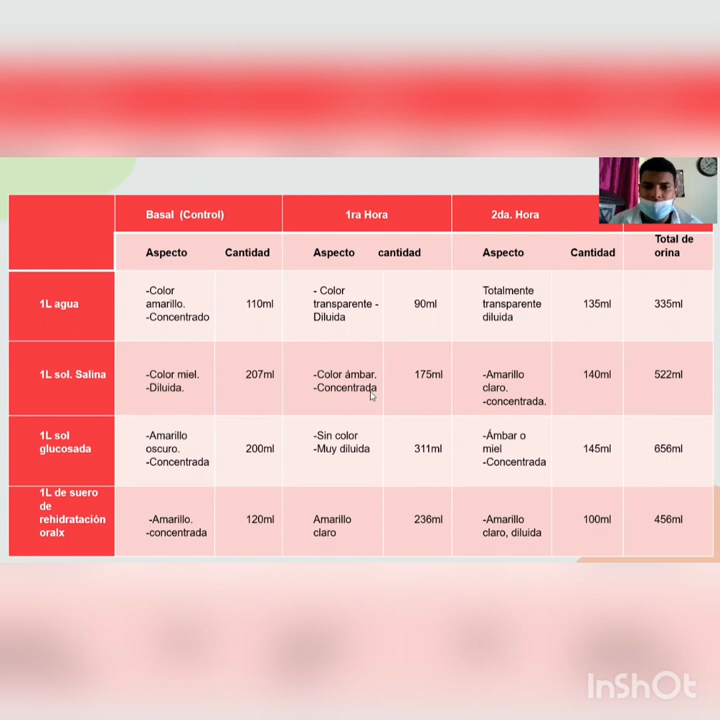 Basal (Control)
1ra Hora
2da. Hora
Aspecto
Cantidad
Aspecto
cantidad
Aspecto
Cantidad
Total de
orina
1L agua
-Color
amarillo.
-Concentrado
110ml
- Color
transparente -
Diluida
90ml
Totalmente
transparente
diluida
135ml
335ml
1L sol. Salina
-Color miel.
-Diluida.
207ml
-Color ámbar.
-Concentrada
175ml
-Amarillo
claro.
-concentrada.
140ml
522ml
1L sol
glucosada
-Amarillo
oscuro.
-Concentrada
200ml
-Sin color
-Muy diluida
311ml
-Ámbar o
miel
-Concentrada
145ml
656ml
1L de suero
de
rehidratación
oralx
-Amarillo.
-concentrada
120ml
Amarillo
claro
236ml
-Amarillo
claro, diluida
100ml
456ml
InShOt